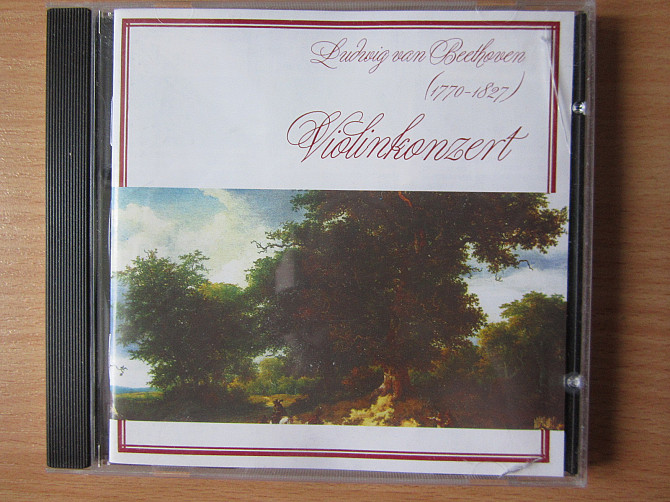 Ludwig van Beethoven
(1770-1827)
Violinkonzert